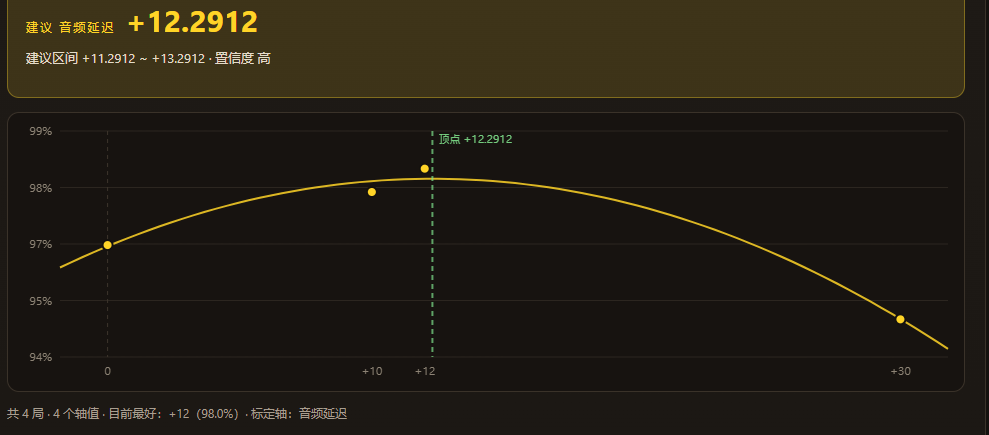 建议 音频延迟 +12.2912
建议区间 +11.2912 ~ +13.2912 · 置信度 高
99%
顶点 +12.2912
98%
97%
95%
94%
0 +10 +12 +30
共 4 局 · 4 个轴值 · 目前最好：+12（98.0%）· 标定轴：音频延迟